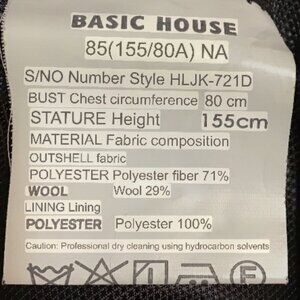 BASIC HOUSE
85(155/80A) NA
S/NO Number Style HLJK-721D
BUST Chest circumference 80 cm
STATURE Height 155cm
MATERIAL Fabric composition
OUTSHELL fabric
POLYESTER Polyester fiber 71%
WOOL Wool 29%
LINING Lining
POLYESTER Polyester 100%
Caution: Professional dry cleaning using hydrocarbon solvents